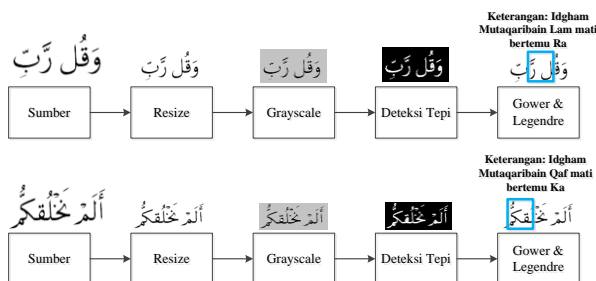 Keterangan: Idgham
Mutaqaribain Lam mati
bertemu Ra
وَقُل رَّبِّ وَقُل رَّبِّ وَقُل رَّبِّ وَقُل رَّبِّ وَقُل رَّبِّ
Sumber Resize Grayscale Deteksi Tepi Gower &
Legendre
Keterangan: Idgham
Mutaqaribain Qaf mati
bertemu Ka
أَلَمْ نَخْلُقكُّمْ أَلَمْ نَخْلُقكُّمْ أَلَمْ نَخْلُقكُّمْ أَلَمْ نَخْلُقكُّمْ أَلَمْ نَخْلُقكُّمْ
Sumber Resize Grayscale Deteksi Tepi Gower &
Legendre